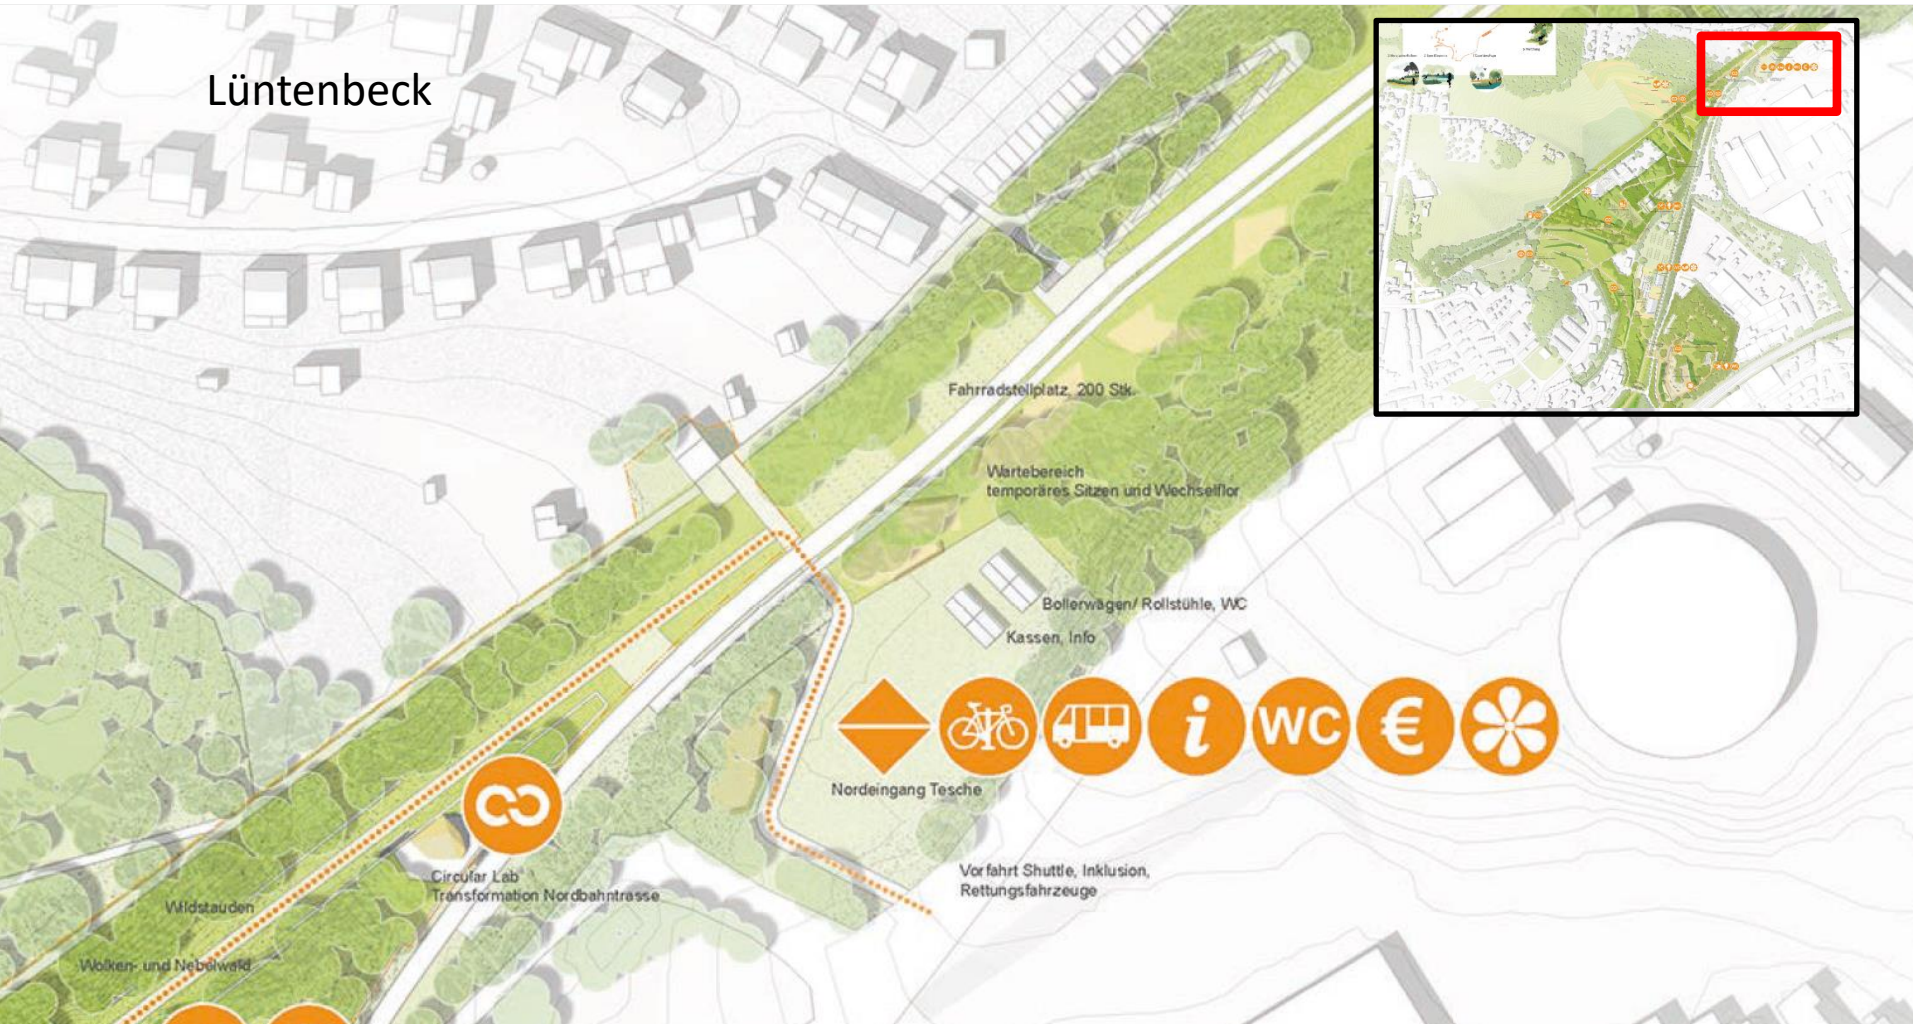 Lüntenbeck
Fahrradstellplatz, 200 Stk.
Wartebereich
temporäres Sitzen und Wechselflor
Bollerwagen/ Rollstühle, WC
Kassen, Info
i
WC
€
Nordeingang Tesche
Vorfahrt Shuttle, Inklusion,
Rettungsfahrzeuge
Circular Lab
Transformation Nordbahntrasse
Wildstauden
Wolken- und Nebelwald